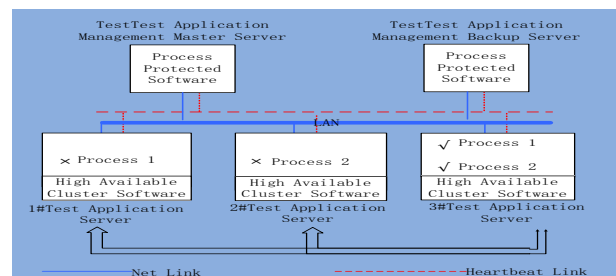 TestTest Application
Management Master Server
TestTest Application
Management Backup Server
Process
Protected
Software
Process
Protected
Software
LAN
× Process 1
× Process 2
√ Process 1
√ Process 2
High Available
Cluster Software
High Available
Cluster Software
High Available
Cluster Software
1#Test Application
Server
2#Test Application
Server
3#Test Application
Server
Net Link
Heartbeat Link